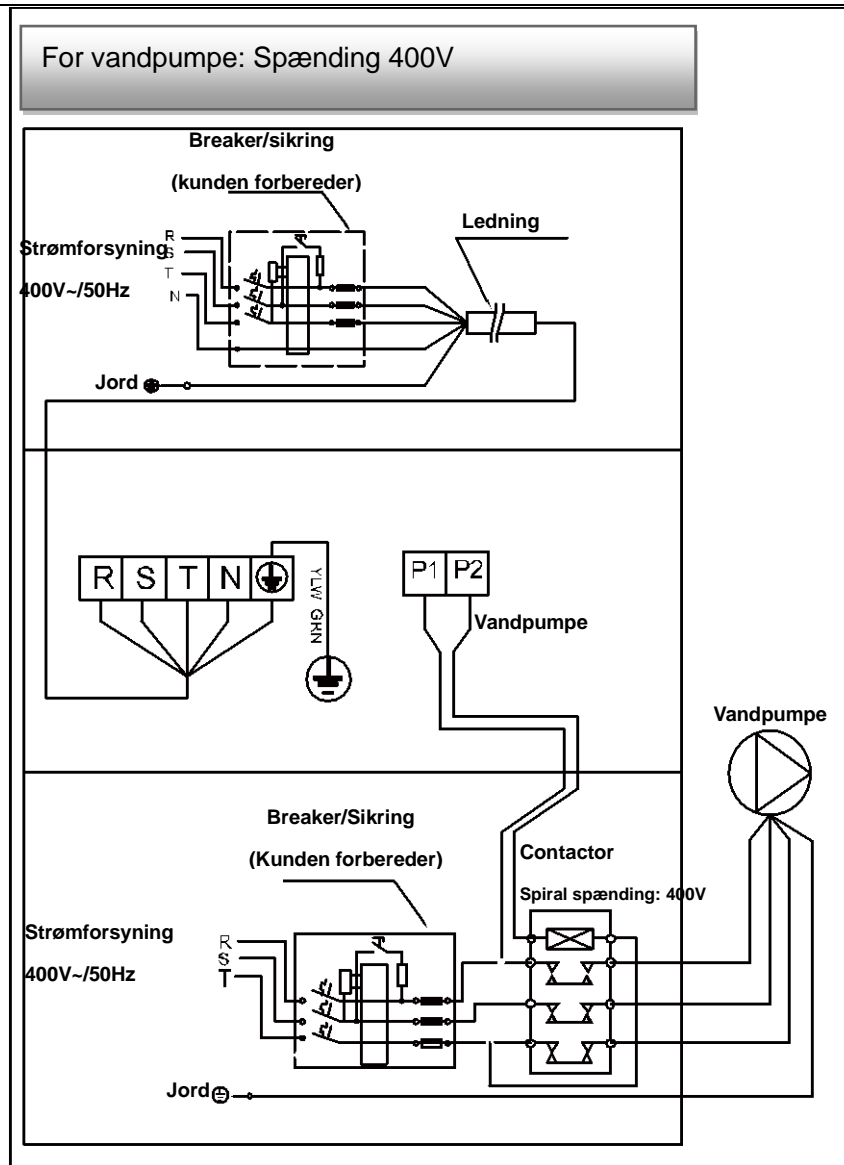 For vandpumpe: Spænding 400V
Breaker/sikring
(kunden forbereder)
Ledning
R
Strømforsyning
S
T
400V~/50Hz
N
Jord
R S T N
YLW GRN
P1 P2
Vandpumpe
Vandpumpe
Breaker/Sikring
(Kunden forbereder)
Contactor
Spiral spænding: 400V
Strømforsyning
R
S
400V~/50Hz
T
Jord